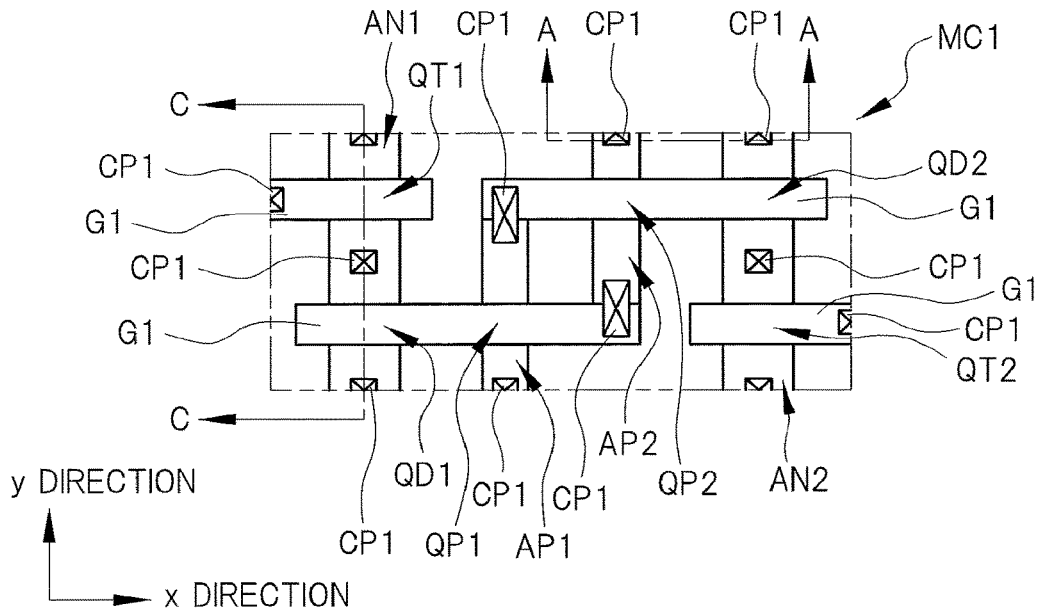 AN1
CP1
A
CP1
CP1
A
MC1
QT1
C
CP1
QD2
G1
G1
CP1
CP1
G1
G1
CP1
QT2
C
CP1
QD1
QP1
CP1
AP1
CP1
AP2
QP2
AN2
y DIRECTION
x DIRECTION